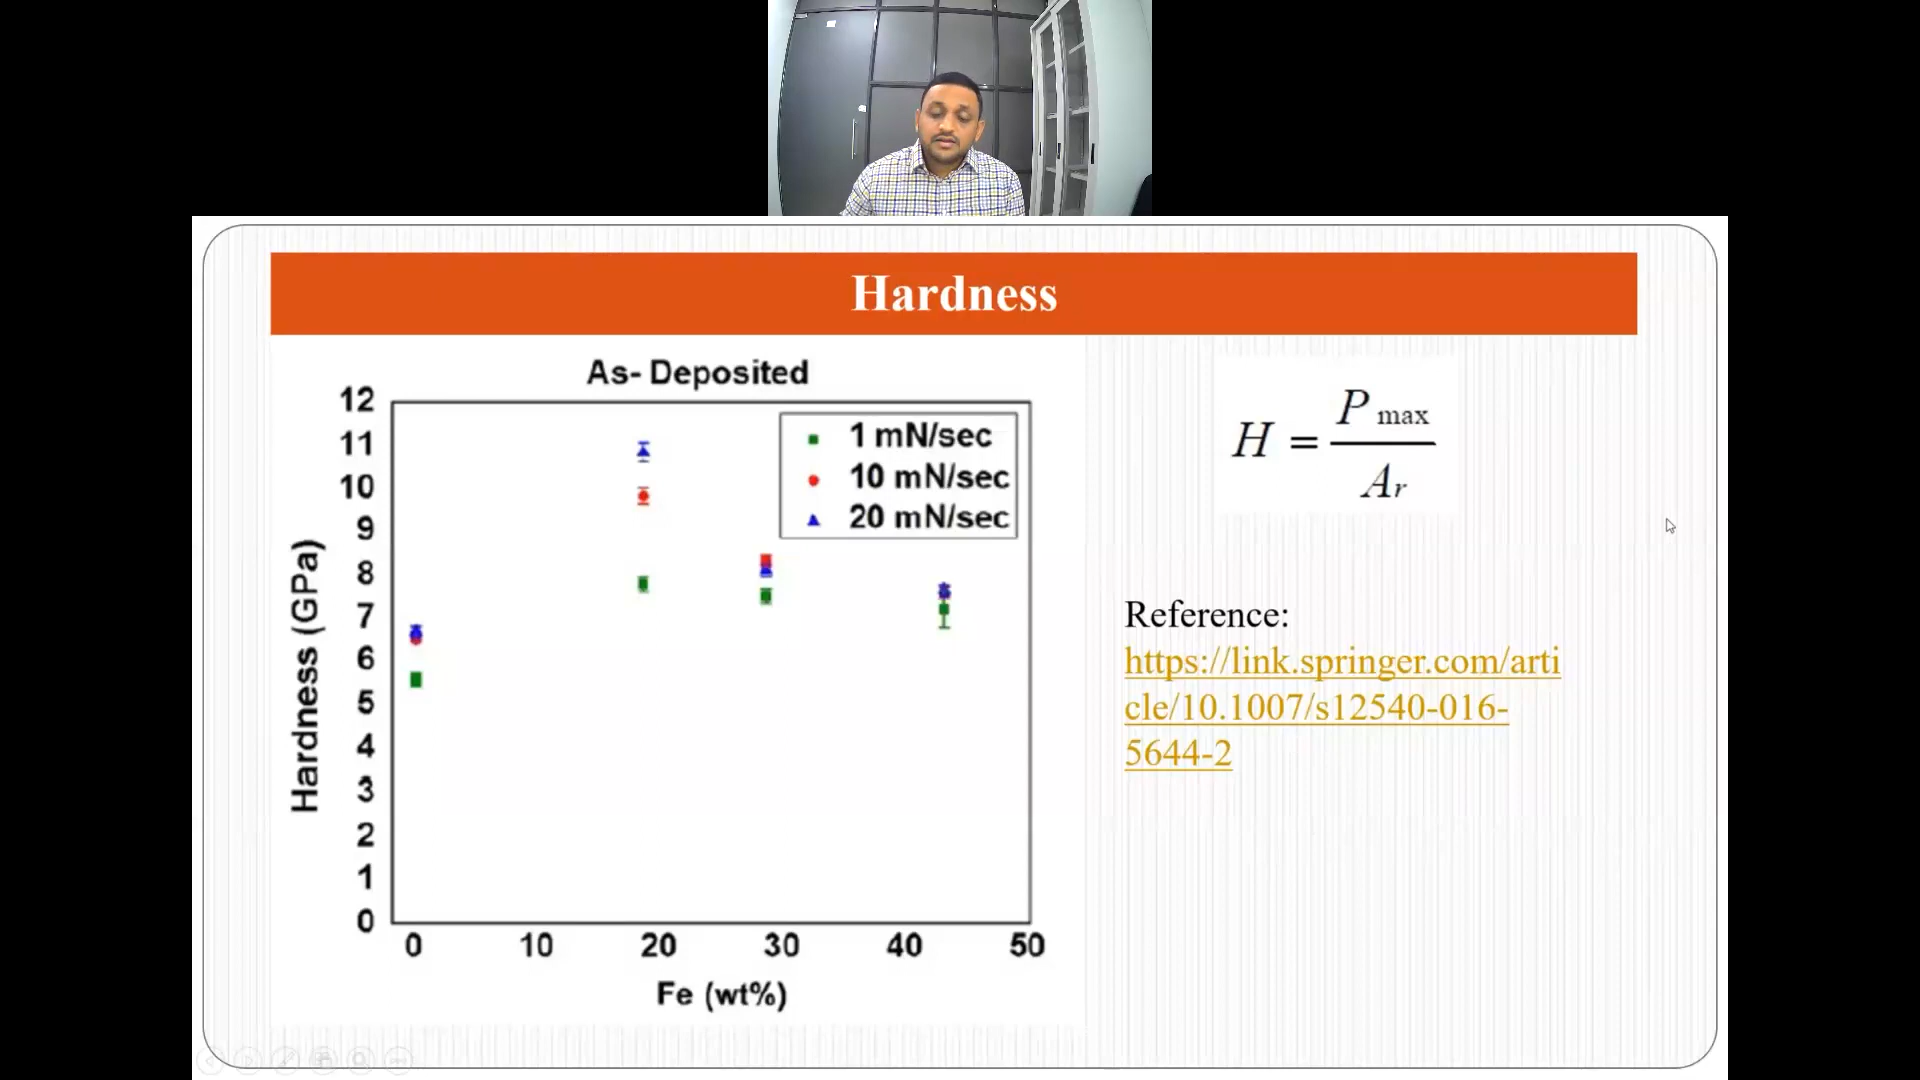 Hardness
As- Deposited
12
11
10
9
8
7
6
5
4
3
2
1
0
Hardness (GPa)
1 mN/sec
10 mN/sec
20 mN/sec
0 10 20 30 40 50
Fe (wt%)
H = P max / Ar
Reference:
https://link.springer.com/arti
cle/10.1007/s12540-016-
5644-2